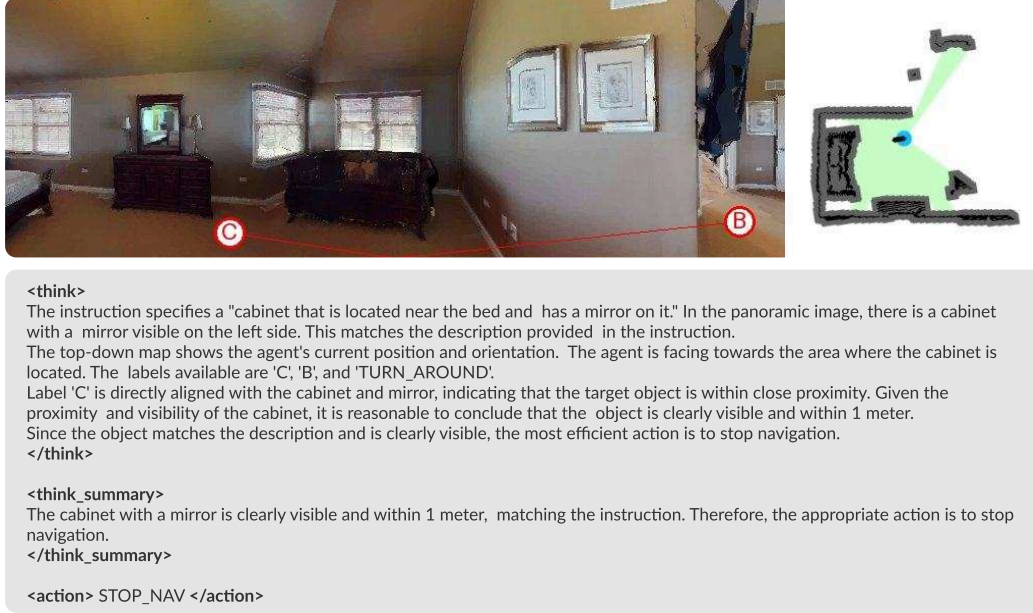 C
B
<think>
The instruction specifies a "cabinet that is located near the bed and has a mirror on it." In the panoramic image, there is a cabinet
with a mirror visible on the left side. This matches the description provided in the instruction.
The top-down map shows the agent's current position and orientation. The agent is facing towards the area where the cabinet is
located. The labels available are 'C', 'B', and 'TURN_AROUND'.
Label 'C' is directly aligned with the cabinet and mirror, indicating that the target object is within close proximity. Given the
proximity and visibility of the cabinet, it is reasonable to conclude that the object is clearly visible and within 1 meter.
Since the object matches the description and is clearly visible, the most efficient action is to stop navigation.
</think>
<think_summary>
The cabinet with a mirror is clearly visible and within 1 meter, matching the instruction. Therefore, the appropriate action is to stop
navigation.
</think_summary>
<action> STOP_NAV </action>